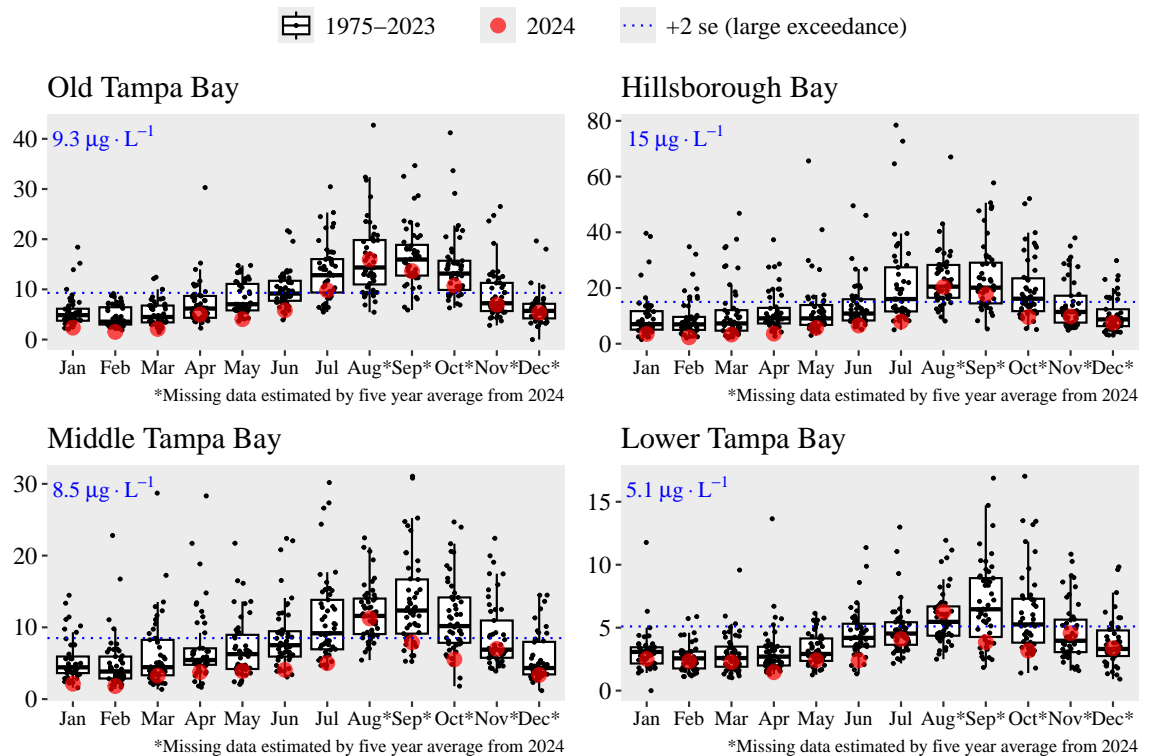 1975−2023 2024 +2 se (large exceedance)
Old Tampa Bay
9.3 μg · L⁻¹
40
30
20
10
0
Jan Feb Mar Apr May Jun Jul Aug* Sep* Oct* Nov* Dec*
*Missing data estimated by five year average from 2024
Hillsborough Bay
15 μg · L⁻¹
80
60
40
20
0
Jan Feb Mar Apr May Jun Jul Aug* Sep* Oct* Nov* Dec*
*Missing data estimated by five year average from 2024
Middle Tampa Bay
8.5 μg · L⁻¹
30
20
10
0
Jan Feb Mar Apr May Jun Jul Aug* Sep* Oct* Nov* Dec*
*Missing data estimated by five year average from 2024
Lower Tampa Bay
5.1 μg · L⁻¹
15
10
5
0
Jan Feb Mar Apr May Jun Jul Aug* Sep* Oct* Nov* Dec*
*Missing data estimated by five year average from 2024